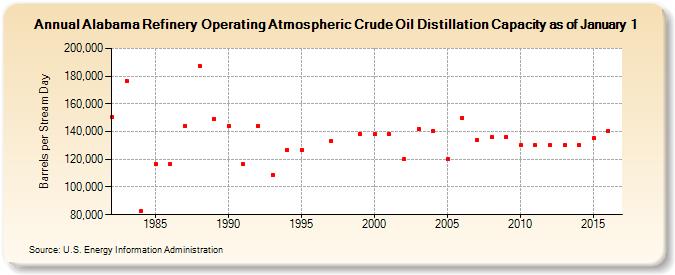 Annual Alabama Refinery Operating Atmospheric Crude Oil Distillation Capacity as of January 1
Barrels per Stream Day
200,000
180,000
160,000
140,000
120,000
100,000
80,000
1985 1990 1995 2000 2005 2010 2015
Source: U.S. Energy Information Administration